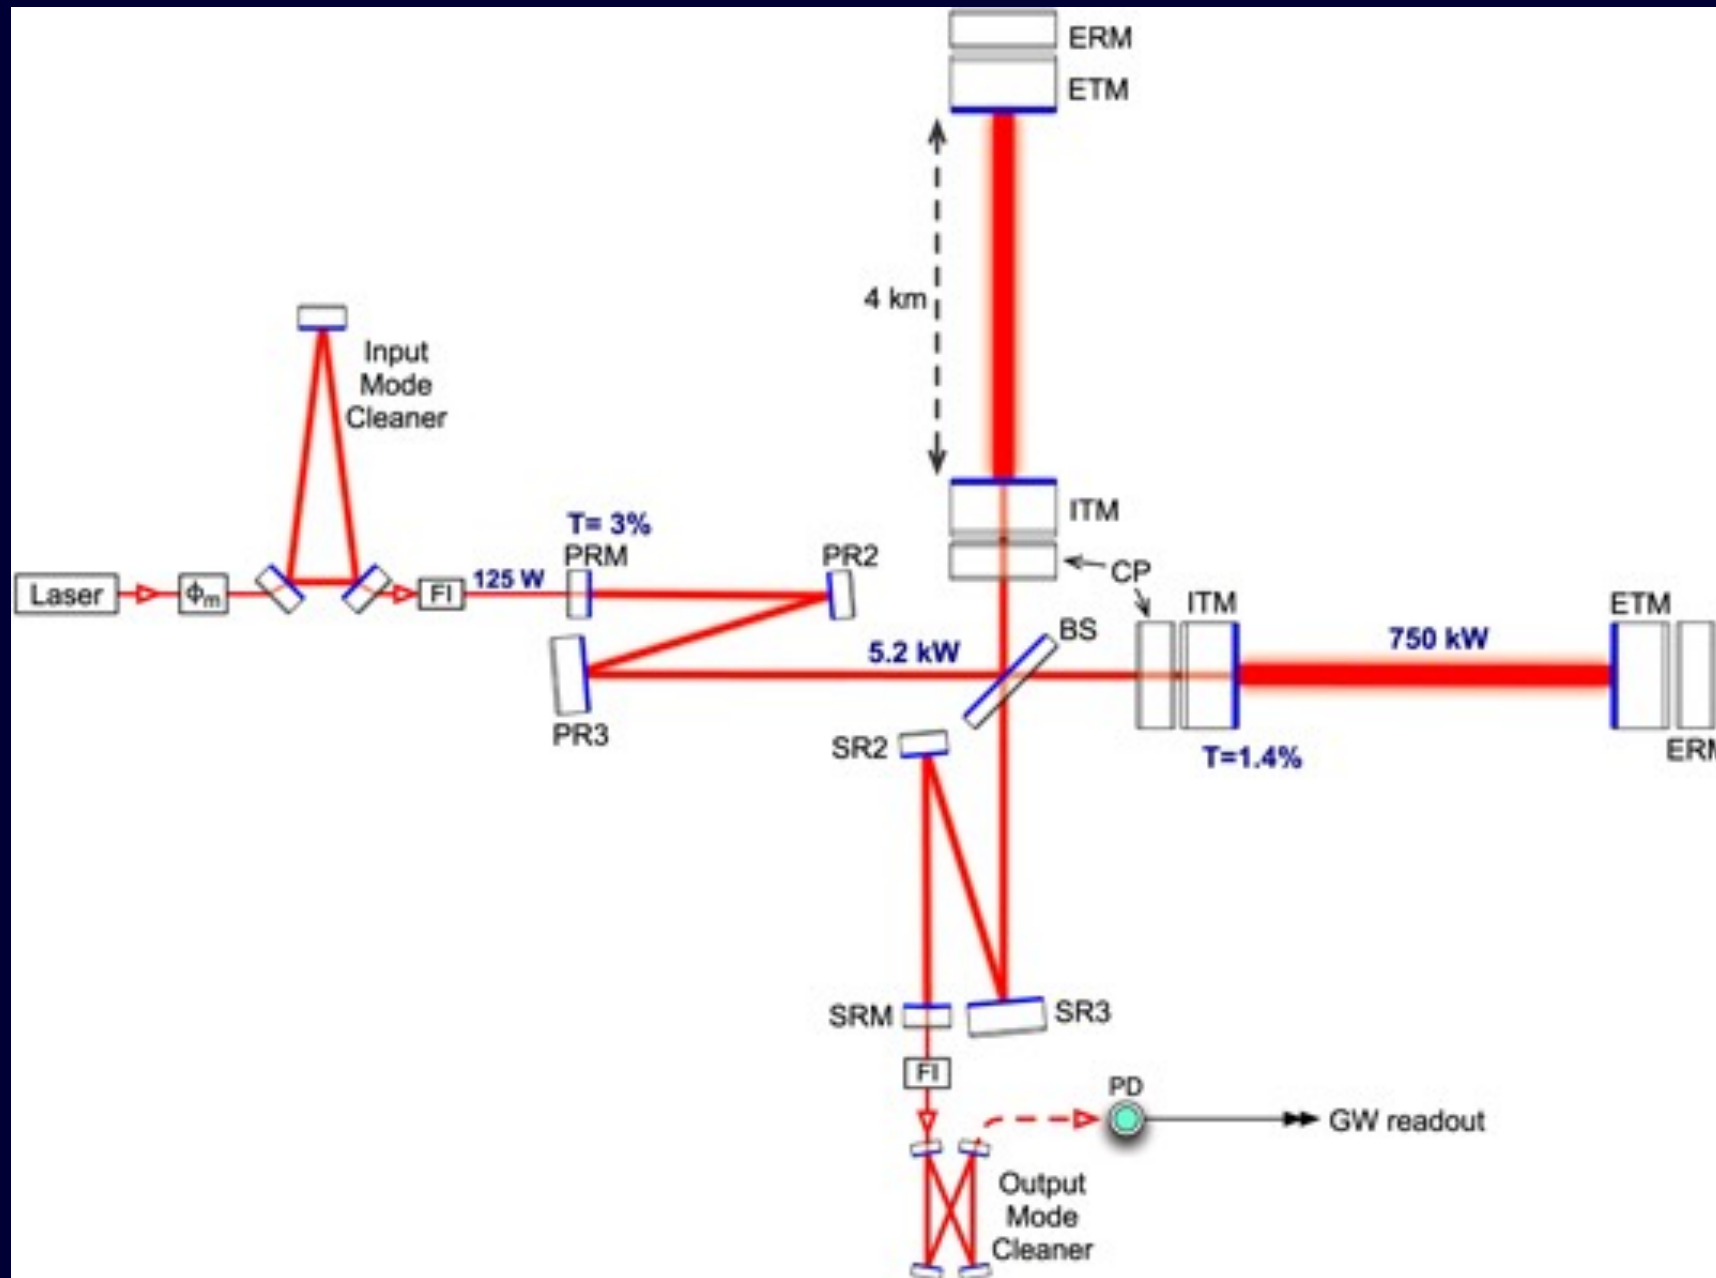 ERM
ETM
4 km
Input
Mode
Cleaner
ITM
T= 3%
PRM
PR2
CP
Laser
ϕm
FI
125 W
ITM
ETM
BS
5.2 kW
750 kW
PR3
SR2
T=1.4%
ERM
SRM
SR3
FI
PD
GW readout
Output
Mode
Cleaner